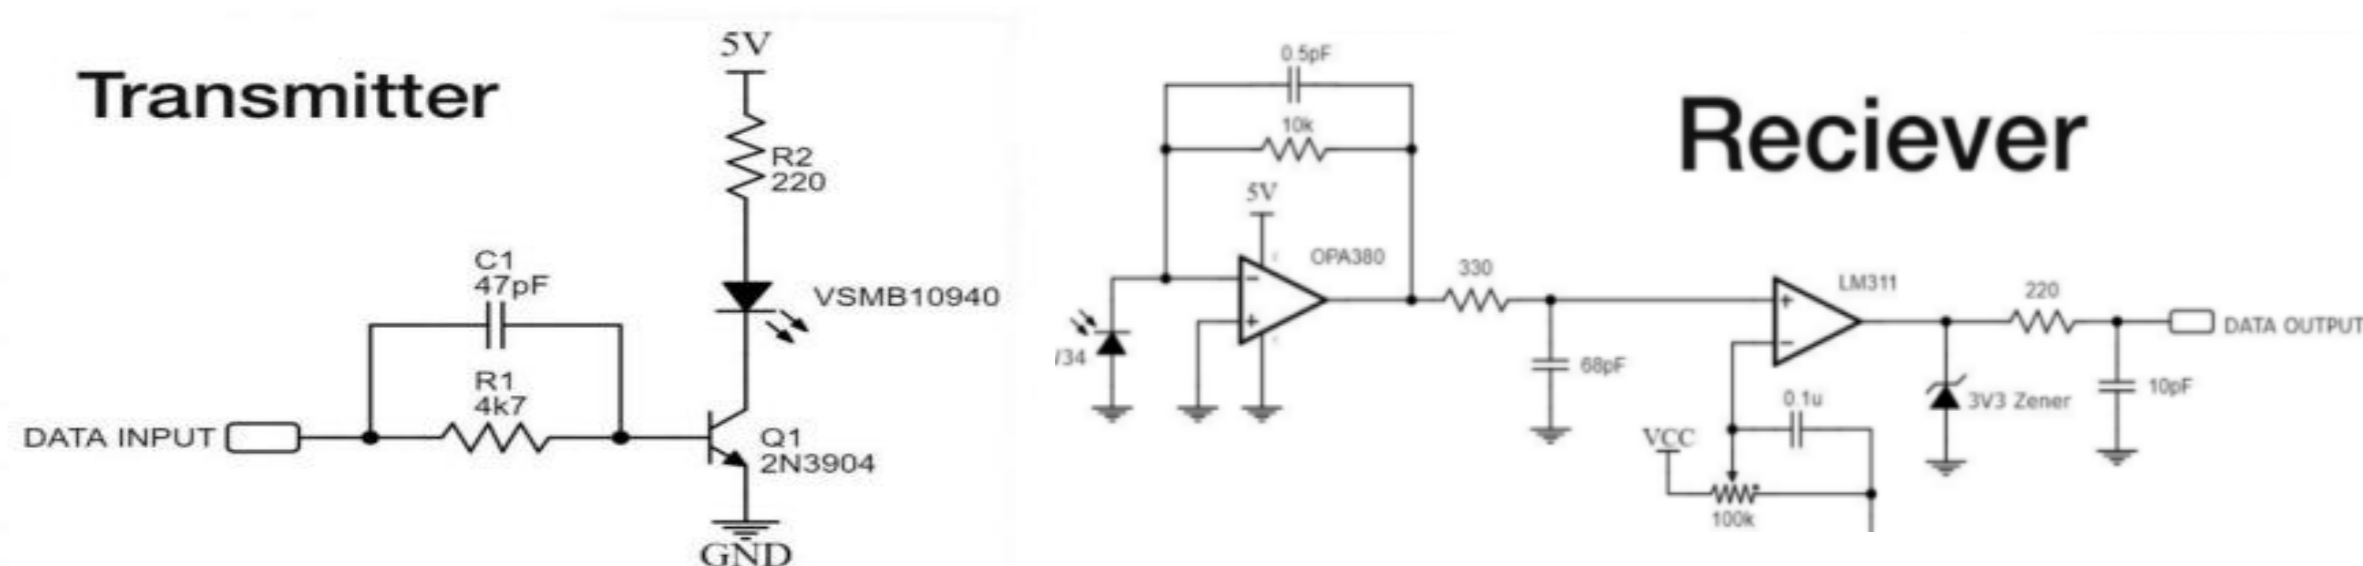 Transmitter
5V
R2
220
C1
47pF
VSMB10940
R1
4k7
DATA INPUT
Q1
2N3904
GND
Reciever
0.5pF
10k
5V
OPA380
330
LM311
220
DATA OUTPUT
/34
68pF
3V3 Zener
10pF
0.1u
VCC
100k